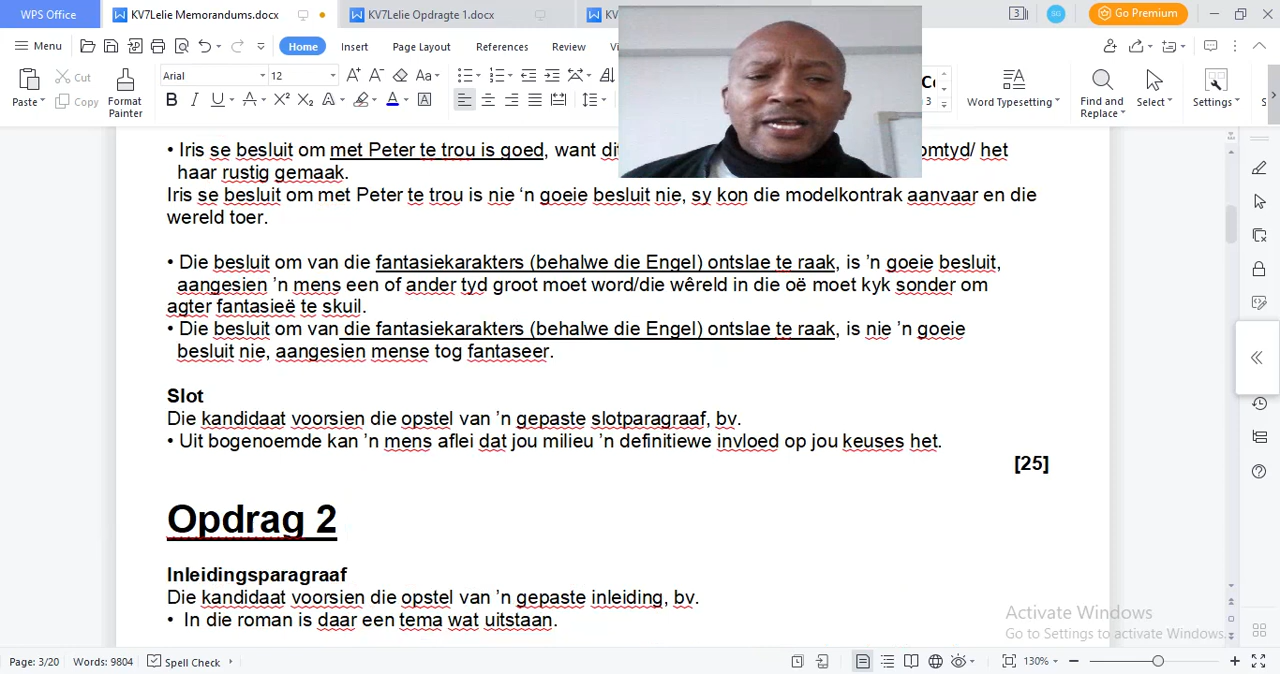 WPS Office
KV7Lelie Memorandums.docx
KV7Lelie Opdragte 1.docx
KV
3
SG
Go Premium
Menu
Home
Insert
Page Layout
References
Review
Vi
Paste
Cut
Copy
Format
Painter
Arial
12
Word Typesetting
Find and
Replace
Select
Settings
S
• Iris se besluit om met Peter te trou is goed, want di omtyd/ het
haar rustig gemaak.
Iris se besluit om met Peter te trou is nie ‘n goeie besluit nie, sy kon die modelkontrak aanvaar en die
wereld toer.
• Die besluit om van die fantasiekarakters (behalwe die Engel) ontslae te raak, is ’n goeie besluit,
aangesien ’n mens een of ander tyd groot moet word/die wêreld in die oë moet kyk sonder om
agter fantasieë te skuil.
• Die besluit om van die fantasiekarakters (behalwe die Engel) ontslae te raak, is nie ’n goeie
besluit nie, aangesien mense tog fantaseer.
Slot
Die kandidaat voorsien die opstel van ’n gepaste slotparagraaf, bv.
• Uit bogenoemde kan ’n mens aflei dat jou milieu ’n definitiewe invloed op jou keuses het.
[25]
Opdrag 2
Inleidingsparagraaf
Die kandidaat voorsien die opstel van ’n gepaste inleiding, bv.
• In die roman is daar een tema wat uitstaan.
Activate Windows
Go to Settings to activate Windows.
Page: 3/20 Words: 9804 Spell Check 130%